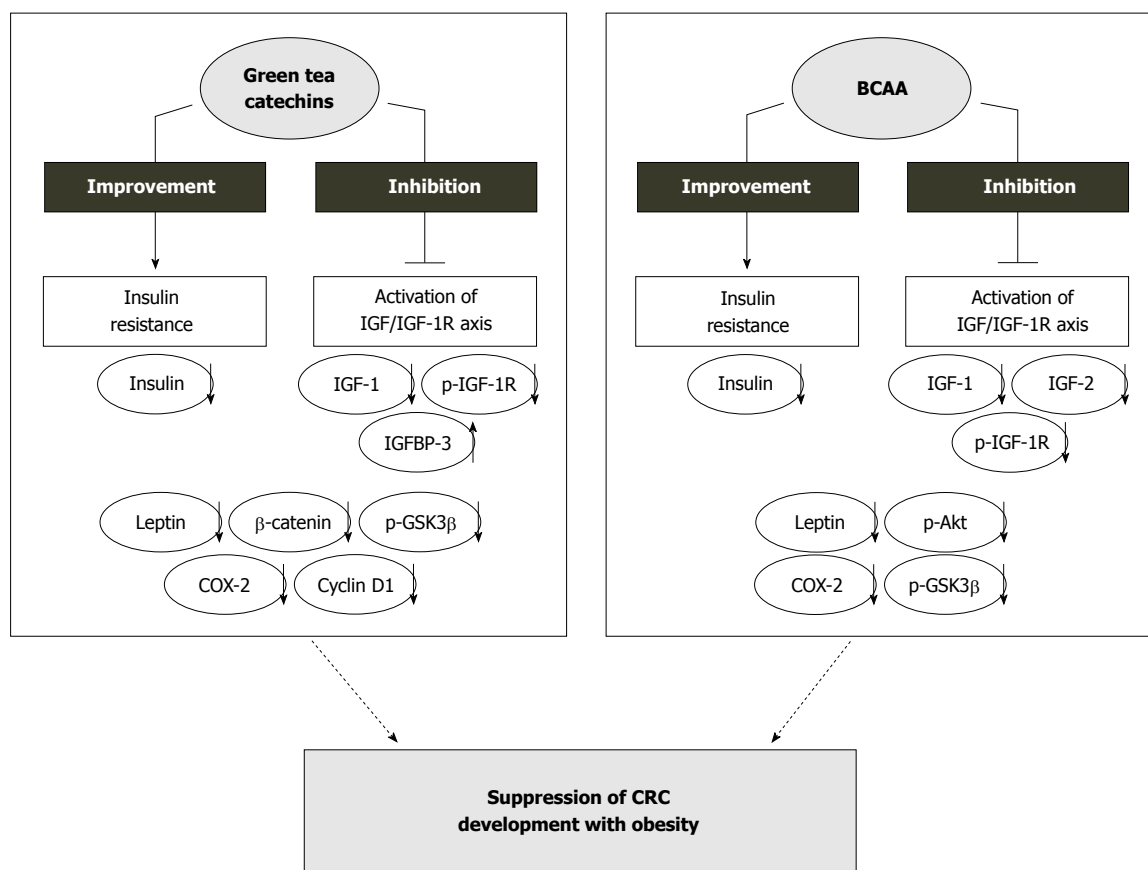 Green tea
catechins
Improvement
Inhibition
Insulin
resistance
Activation of
IGF/IGF-1R axis
Insulin
IGF-1
p-IGF-1R
IGFBP-3
Leptin
β-catenin
p-GSK3β
COX-2
Cyclin D1
BCAA
Improvement
Inhibition
Insulin
resistance
Activation of
IGF/IGF-1R axis
Insulin
IGF-1
IGF-2
p-IGF-1R
Leptin
p-Akt
COX-2
p-GSK3β
Suppression of CRC
development with obesity